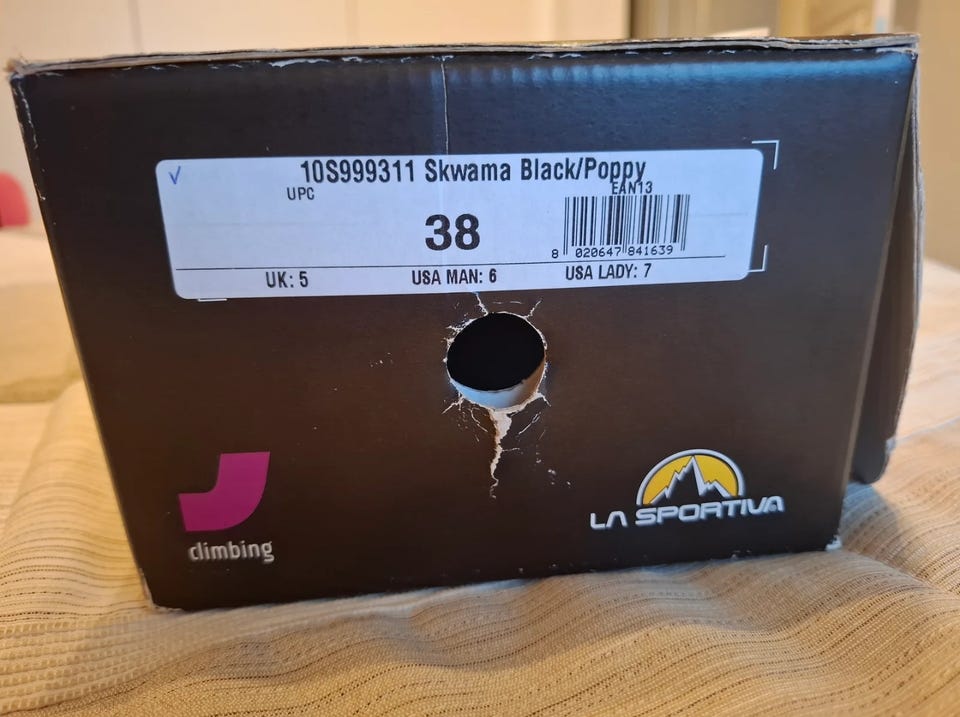 10S999311 Skwama Black/Poppy
UPC
EAN13
38
8 020647 841639
UK: 5
USA MAN: 6
USA LADY: 7
climbing
LA SPORTIVA